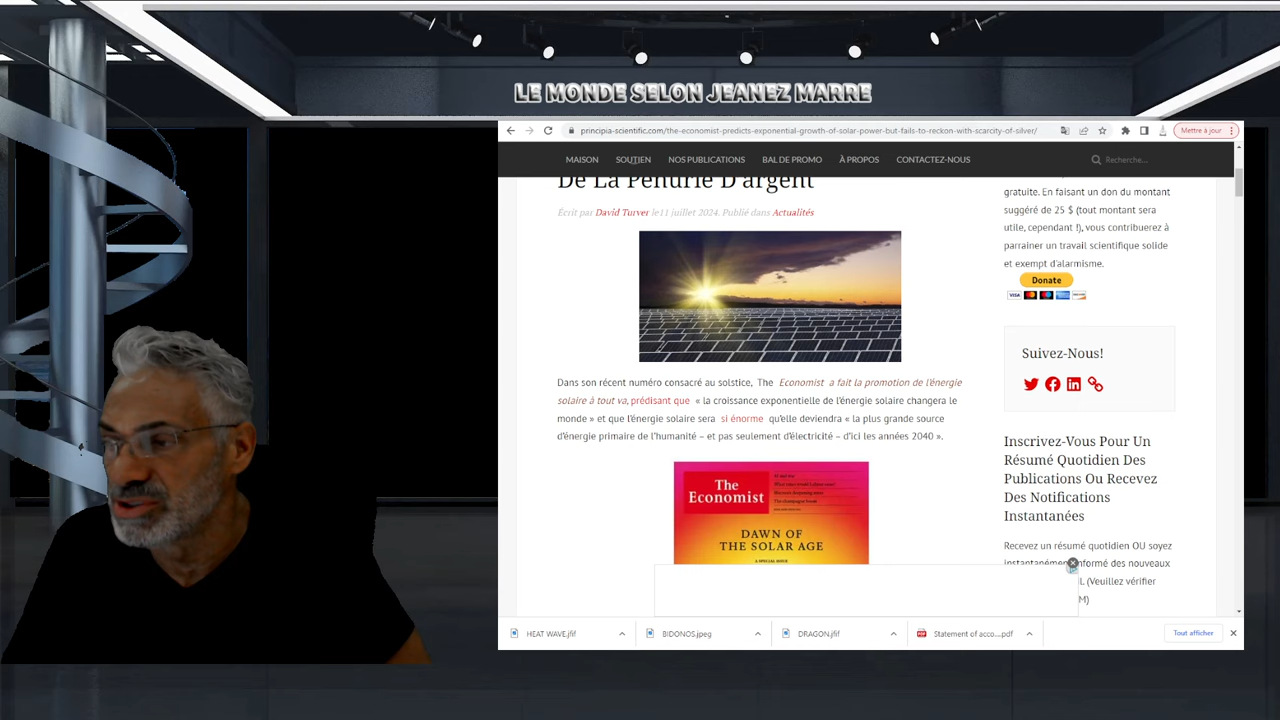 LE MONDE SELON JEANEZ MARRE
principia-scientific.com/the-economist-predicts-exponential-growth-of-solar-power-but-fails-to-reckon-with-scarcity-of-silver/
Mettre à jour
MAISON SOUTIEN NOS PUBLICATIONS BAL DE PROMO À PROPOS CONTACTEZ-NOUS
Recherche...
De La Pénurie D'argent
Écrit par David Turver le11 juillet 2024. Publié dans Actualités
Dans son récent numéro consacré au solstice, The Economist a fait la promotion de l'énergie
solaire à tout va, prédisant que « la croissance exponentielle de l'énergie solaire changera le
monde » et que l'énergie solaire sera si énorme qu'elle deviendra « la plus grande source
d'énergie primaire de l'humanité – et pas seulement d'électricité – d'ici les années 2040 ».
The
Economist
DAWN OF
THE SOLAR AGE
gratuite. En faisant un don du montant
suggéré de 25 $ (tout montant sera
utile, cependant !), vous contribuerez à
parrainer un travail scientifique solide
et exempt d'alarmisme.
Donate
VISA
Suivez-Nous!
Inscrivez-Vous Pour Un
Résumé Quotidien Des
Publications Ou Recevez
Des Notifications
Instantanées
Recevez un résumé quotidien OU soyez
instantanément informé des nouveaux
L (Veuillez vérifier
M)
HEAT WAVE.jfif
BIDONOS.jpeg
DRAGON.jfif
Statement of acco....pdf
Tout afficher